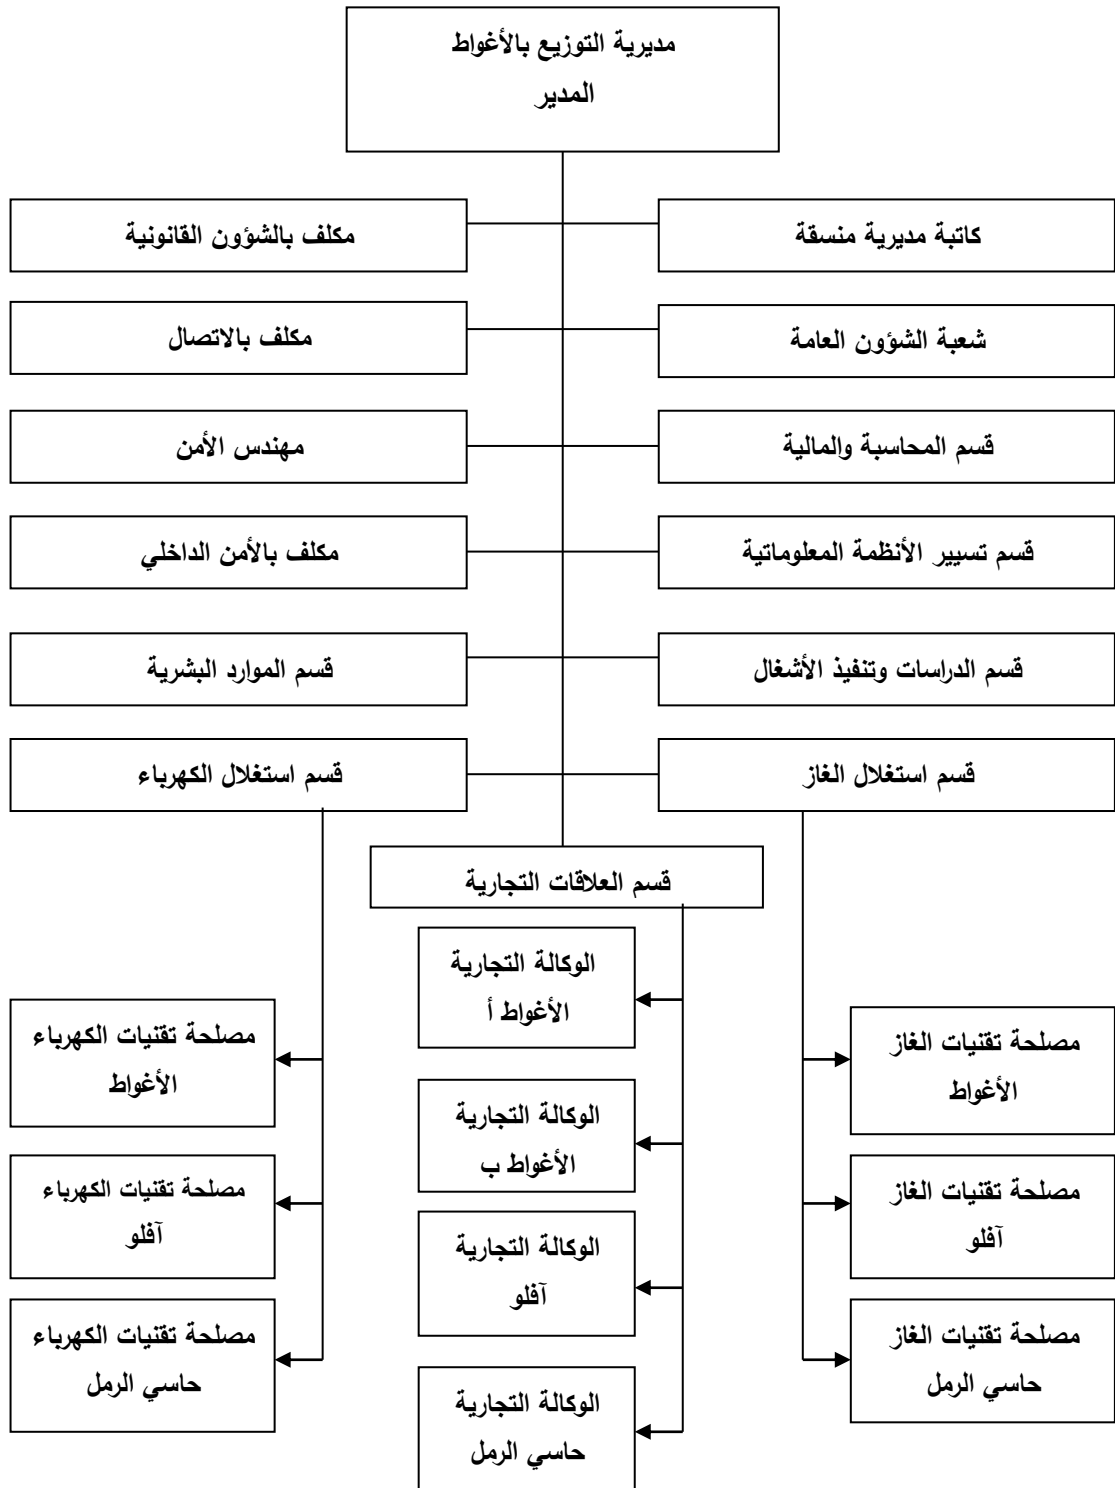 مديرية التوزيع بالأغواط
المدير
كاتبة مديرية منسقة
مكلف بالشؤون القانونية
شعبة الشؤون العامة
مكلف بالاتصال
قسم المحاسبة والمالية
مهندس الأمن
قسم تسيير الأنظمة المعلوماتية
مكلف بالأمن الداخلي
قسم الدراسات وتنفيذ الأشغال
قسم الموارد البشرية
قسم استغلال الغاز
قسم استغلال الكهرباء
قسم العلاقات التجارية
مصلحة تقنيات الغاز
الأغواط
مصلحة تقنيات الغاز
آفلو
مصلحة تقنيات الغاز
حاسي الرمل
الوكالة التجارية
الأغواط أ
الوكالة التجارية
الأغواط ب
الوكالة التجارية
آفلو
الوكالة التجارية
حاسي الرمل
مصلحة تقنيات الكهرباء
الأغواط
مصلحة تقنيات الكهرباء
آفلو
مصلحة تقنيات الكهرباء
حاسي الرمل